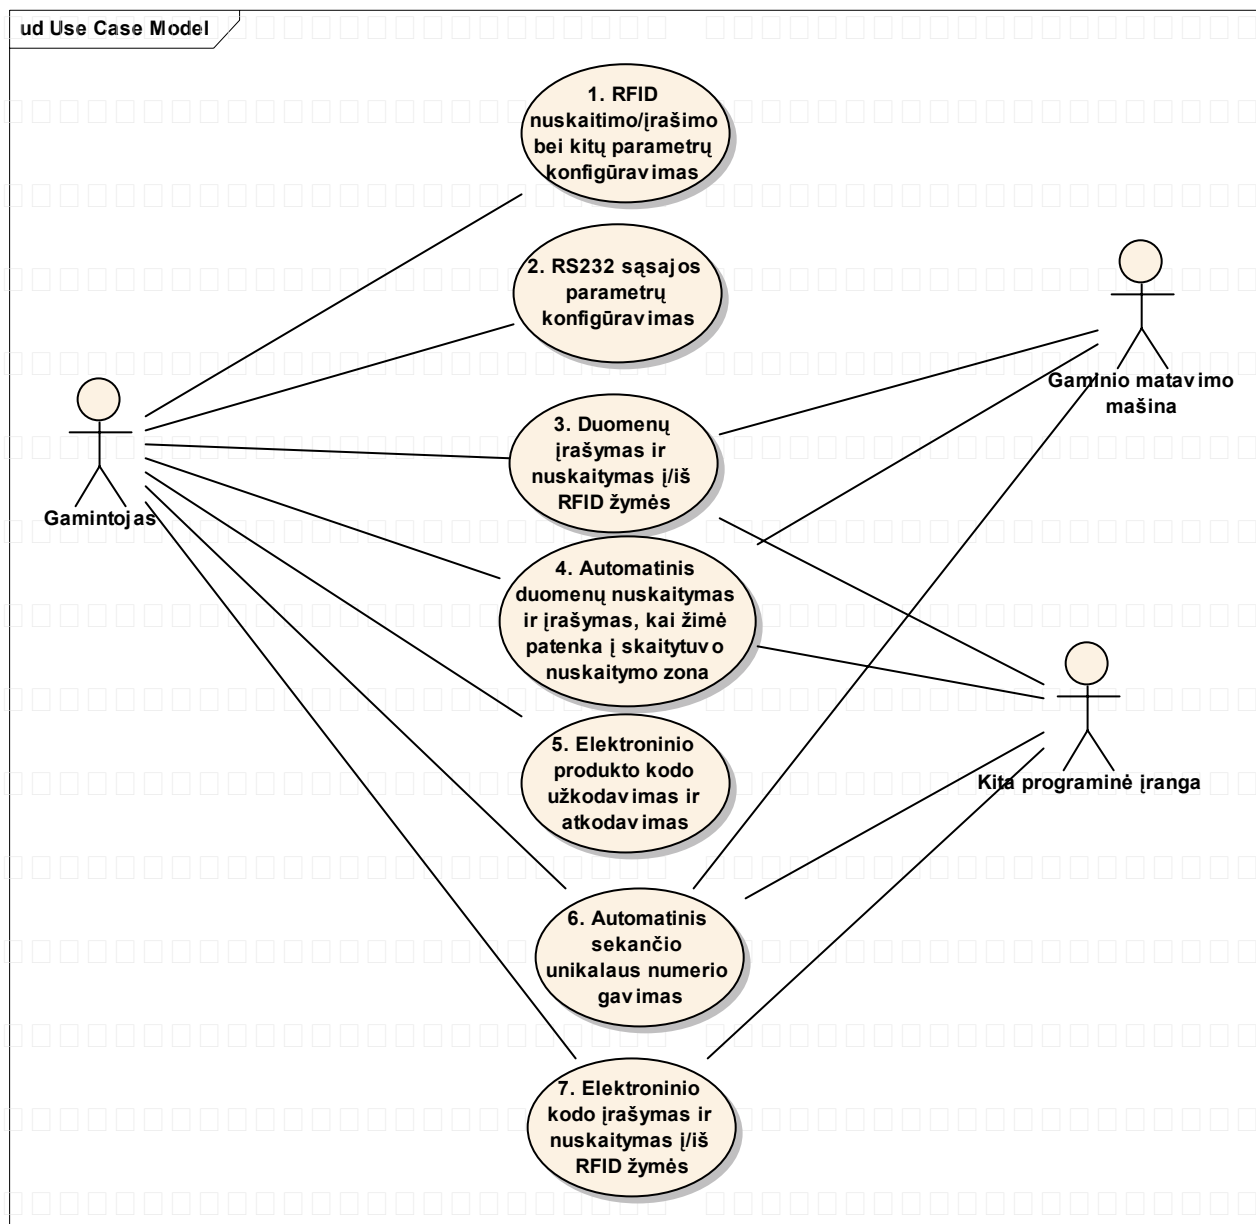 ud Use Case Model
1. RFID
nuskaitimo/įrašimo
bei kitų parametrų
konfigūravimas
2. RS232 sąsajos
parametrų
konfigūravimas
Gaminio matavimo
mašina
Gamintojas
3. Duomenų
įrašymas ir
nuskaitymas į/iš
RFID žymės
4. Automatinis
duomenų nuskaitymas
ir įrašymas, kai žimė
patenka į skaitytuvo
nuskaitymo zona
Kita programinė įranga
5. Elektroninio
produkto kodo
užkodavimas ir
atkodavimas
6. Automatinis
sekančio
unikalaus numerio
gavimas
7. Elektroninio
kodo įrašymas ir
nuskaitymas į/iš
RFID žymės